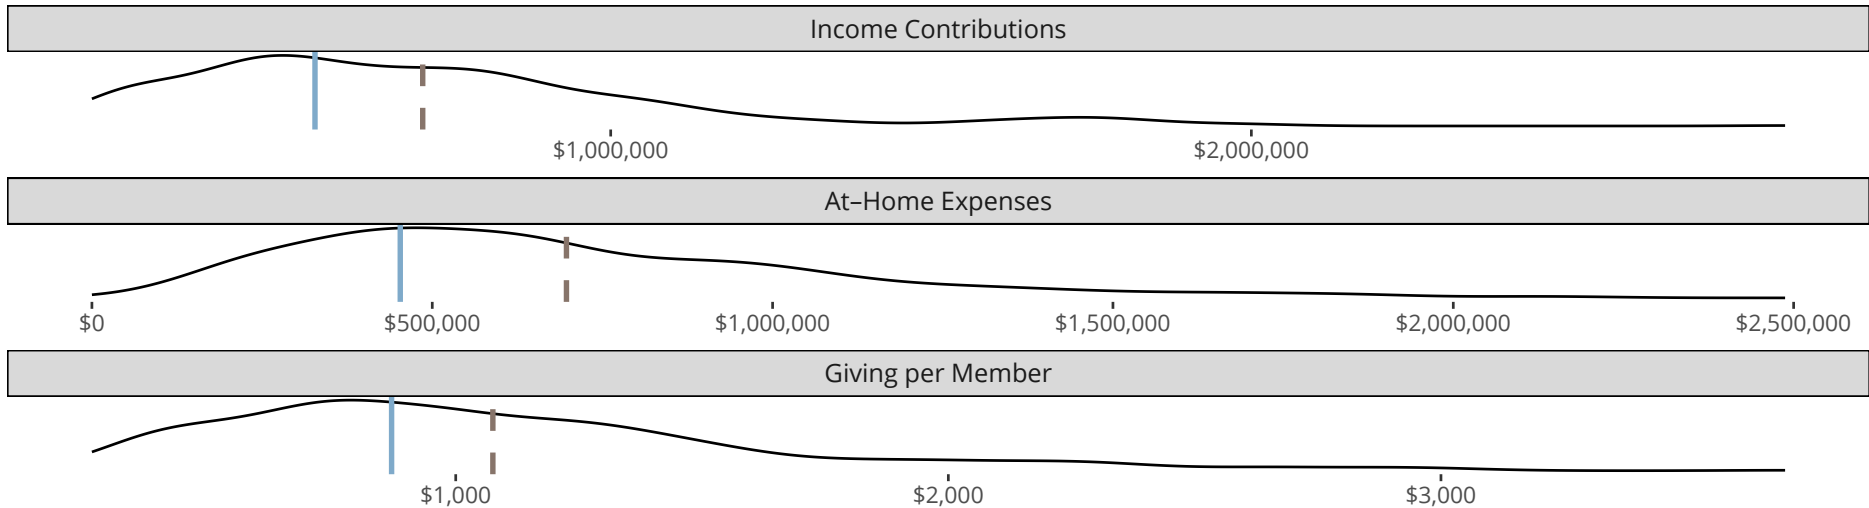 Income Contributions
$1,000,000 $2,000,000
At–Home Expenses
$0 $500,000 $1,000,000 $1,500,000 $2,000,000 $2,500,000
Giving per Member
$1,000 $2,000 $3,000